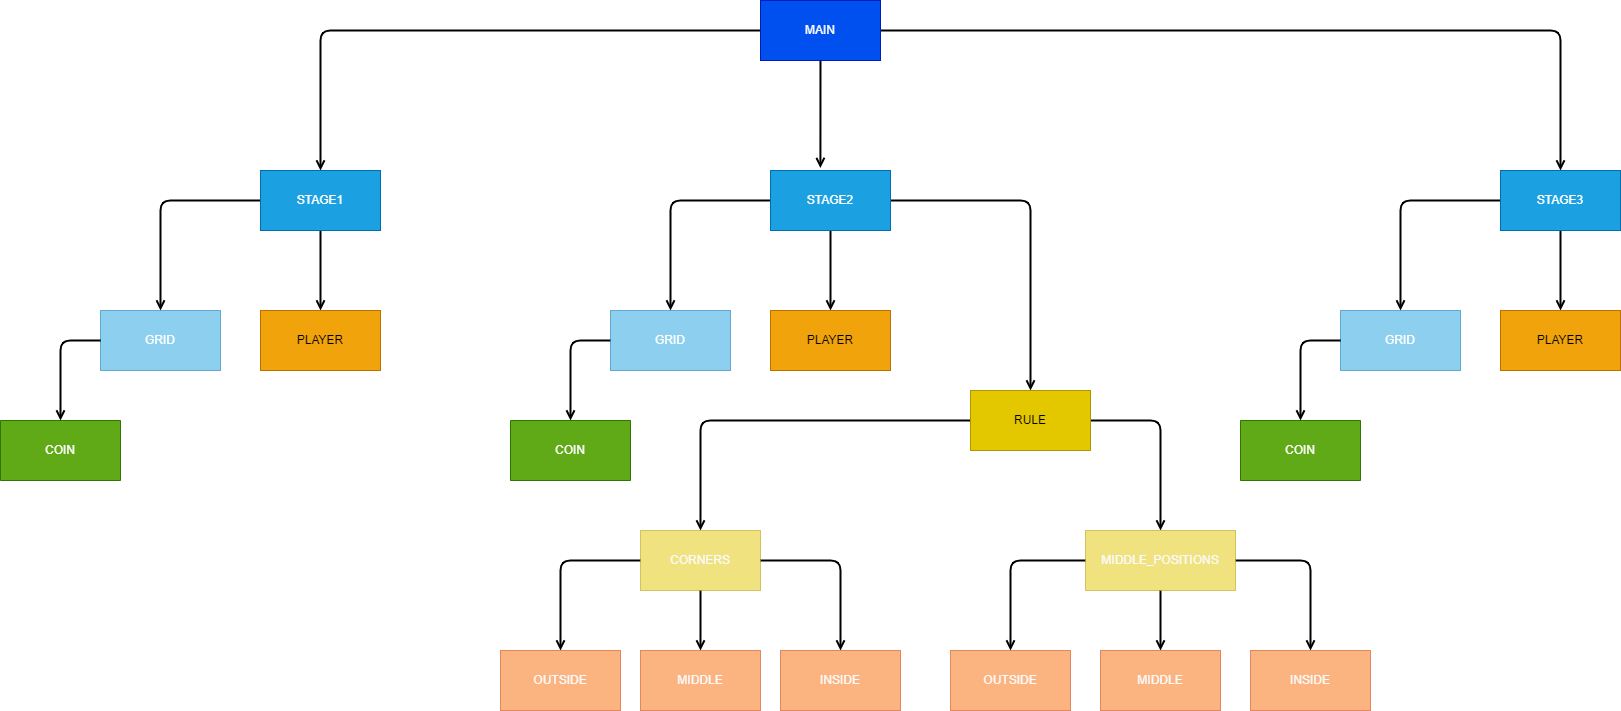 MAIN
STAGE1
STAGE2
STAGE3
GRID
PLAYER
GRID
PLAYER
GRID
PLAYER
RULE
COIN
COIN
COIN
CORNERS
MIDDLE_POSITIONS
OUTSIDE
MIDDLE
INSIDE
OUTSIDE
MIDDLE
INSIDE